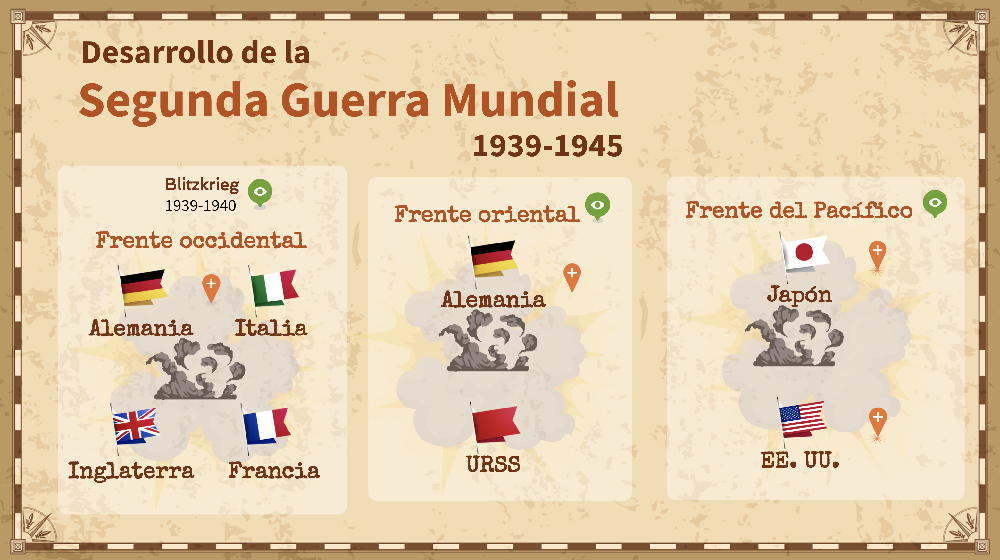 Desarrollo de la
Segunda Guerra Mundial
1939-1945
Blitzkrieg
1939-1940
Frente occidental
Alemania
Italia
Inglaterra
Francia
Frente oriental
Alemania
URSS
Frente del Pacífico
Japón
EE. UU.